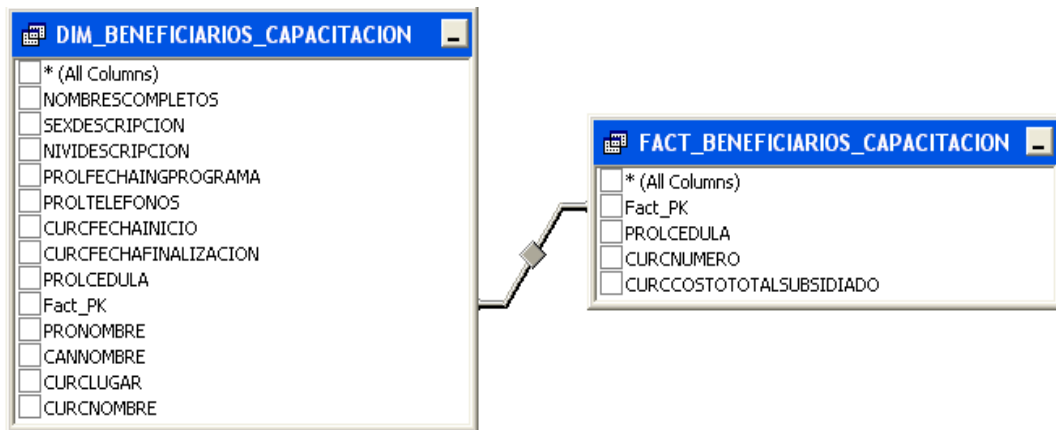 DIM_BENEFICIARIOS_CAPACITACION
* (All Columns)
NOMBRESCOMPLETOS
SEXDESCRIPCION
NIVIDESCRIPCION
PROLFECHAINGPROGRAMA
PROLTELEFONOS
CURCFECHAINICIO
CURCFECHAFINALIZACION
PROLCEDULA
Fact_PK
PRONOMBRE
CANNOMBRE
CURCLUGAR
CURCNOMBRE
FACT_BENEFICIARIOS_CAPACITACION
* (All Columns)
Fact_PK
PROLCEDULA
CURCNUMERO
CURCCOSTOTOTALSUBSIDIADO